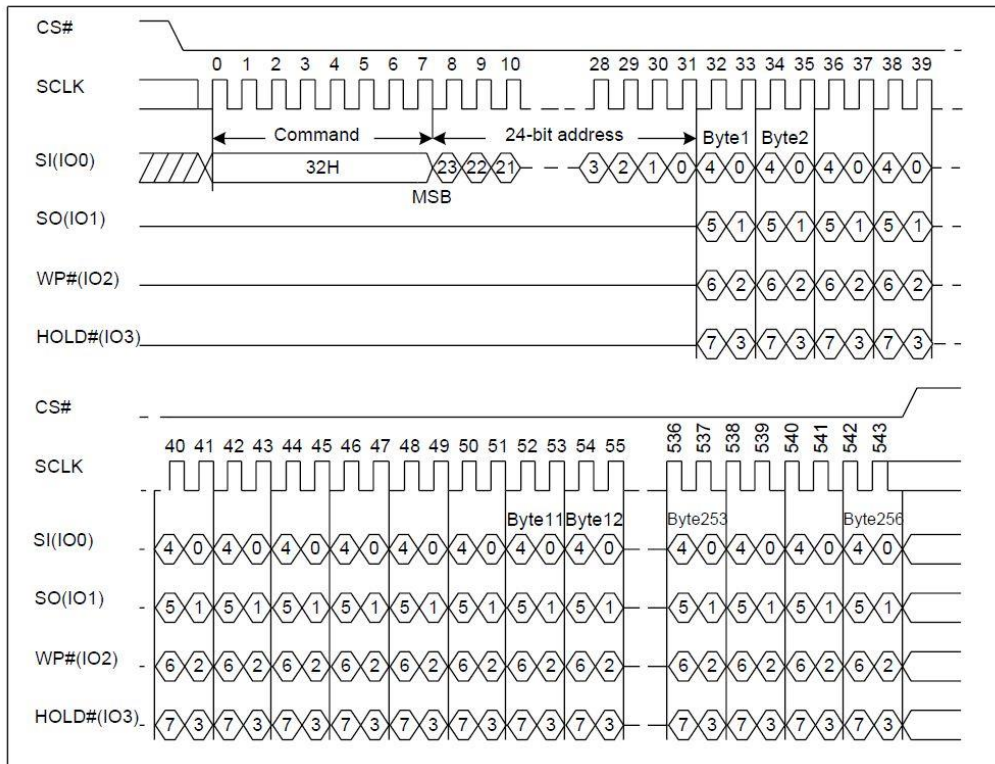 CS#
0 1 2 3 4 5 6 7 8 9 10 28 29 30 31 32 33 34 35 36 37 38 39
SCLK
Command 24-bit address Byte1 Byte2
SI(IO0) 32H 23 22 21 3 2 1 0 4 0 4 0 4 0 4 0
MSB
SO(IO1) 5 1 5 1 5 1 5 1
WP#(IO2) 6 2 6 2 6 2 6 2
HOLD#(IO3) 7 3 7 3 7 3 7 3
CS#
40 41 42 43 44 45 46 47 48 49 50 51 52 53 54 55 536 537 538 539 540 541 542 543
SCLK
Byte11 Byte12 Byte253 Byte256
SI(IO0) 4 0 4 0 4 0 4 0 4 0 4 0 4 0 4 0 4 0 4 0 4 0 4 0
SO(IO1) 5 1 5 1 5 1 5 1 5 1 5 1 5 1 5 1 5 1 5 1 5 1 5 1
WP#(IO2) 6 2 6 2 6 2 6 2 6 2 6 2 6 2 6 2 6 2 6 2 6 2 6 2
HOLD#(IO3) 7 3 7 3 7 3 7 3 7 3 7 3 7 3 7 3 7 3 7 3 7 3 7 3